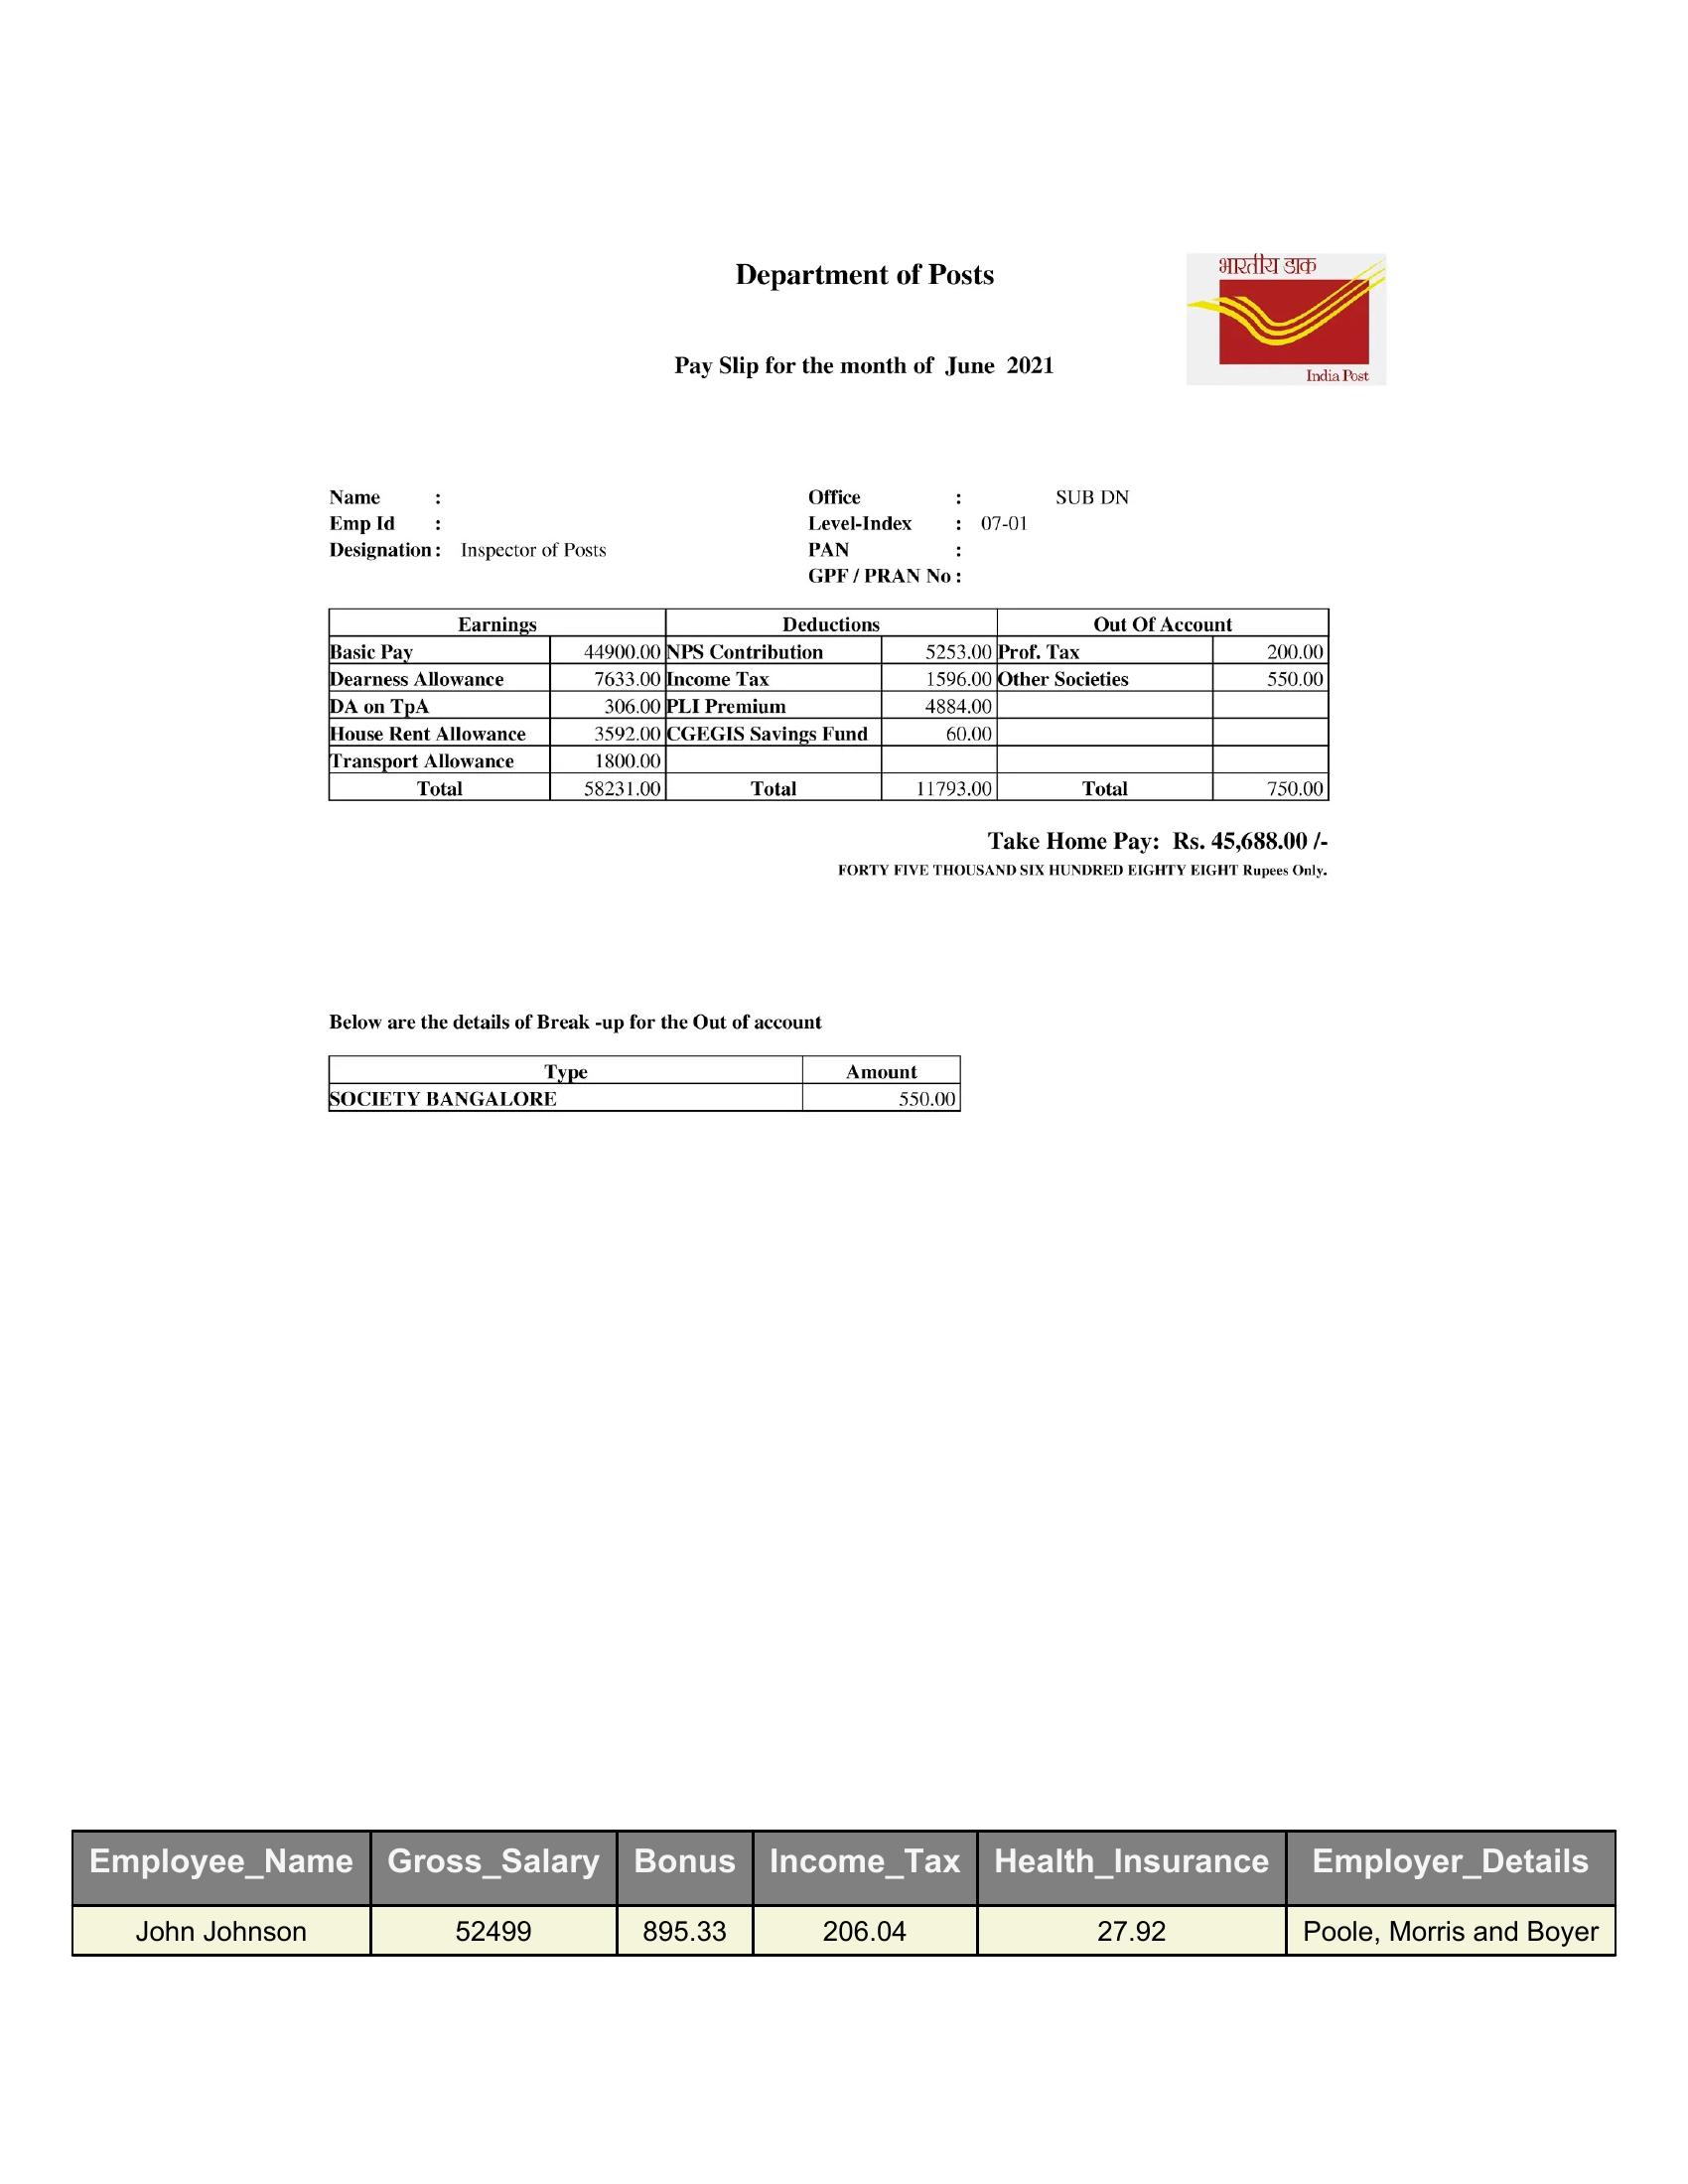 Department of Posts
भारतीय डाक
India Post
Pay Slip for the month of June 2021
Name : Office : SUB DN
Emp Id : Level-Index : 07-01
Designation : Inspector of Posts PAN :
GPF / PRAN No :
Earnings Deductions Out Of Account
Basic Pay 44900.00 NPS Contribution 5253.00 Prof. Tax 200.00
Dearness Allowance 7633.00 Income Tax 1596.00 Other Societies 550.00
DA on TpA 306.00 PLI Premium 4884.00
House Rent Allowance 3592.00 CGEGIS Savings Fund 60.00
Transport Allowance 1800.00
Total 58231.00 Total 11793.00 Total 750.00
Take Home Pay: Rs. 45,688.00 /-
FORTY FIVE THOUSAND SIX HUNDRED EIGHTY EIGHT Rupees Only.
Below are the details of Break -up for the Out of account
Type Amount
SOCIETY BANGALORE 550.00
Employee_Name Gross_Salary Bonus Income_Tax Health_Insurance Employer_Details
John Johnson 52499 895.33 206.04 27.92 Poole, Morris and Boyer